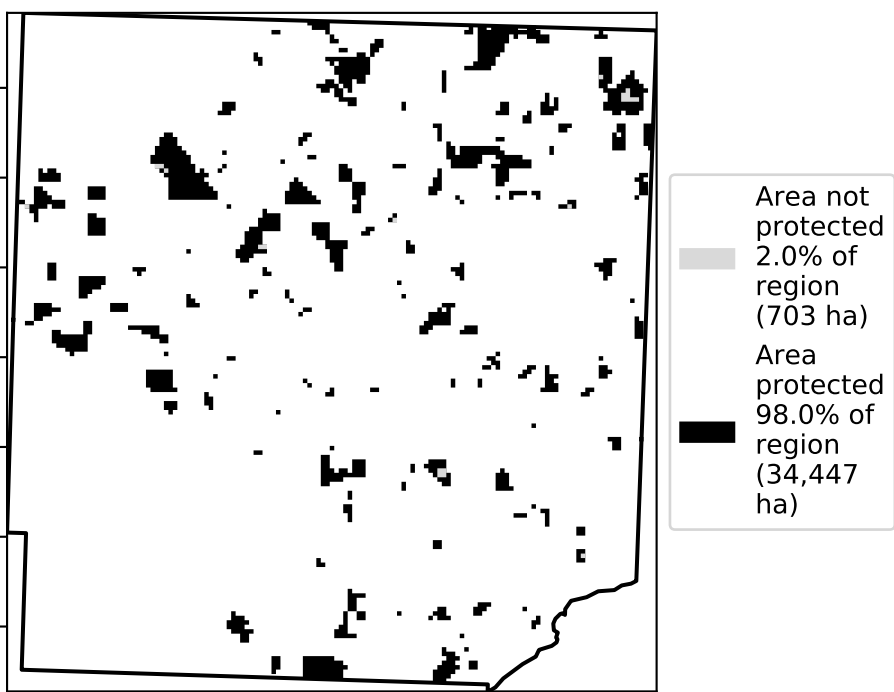 Area not
protected
2.0% of
region
(703 ha)
Area
protected
98.0% of
region
(34,447
ha)